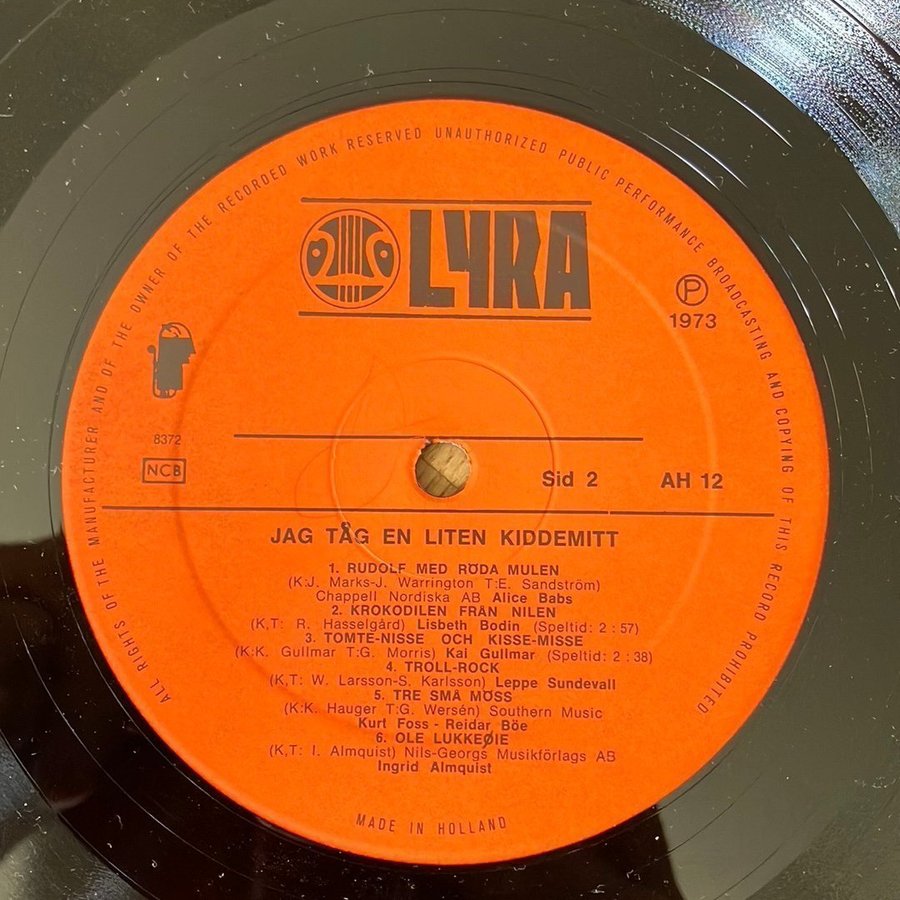 ALL RIGHTS OF THE MANUFACTURER AND OF THE OWNER OF THE RECORDED WORK RESERVED UNAUTHORIZED PUBLIC PERFORMANCE BROADCASTING AND COPYING OF THIS RECORD PROHIBITED
LYRA
Ⓟ
1973
8372
NCB
Sid 2 AH 12
JAG TÅG EN LITEN KIDDEMITT
1. RUDOLF MED RÖDA MULEN
(K:J. Marks-J. Warrington T:E. Sandström)
Chappell Nordiska AB Alice Babs
2. KROKODILEN FRÅN NILEN
(K,T: R. Hasselgård) Lisbeth Bodin (Speltid: 2 : 57)
3. TOMTE-NISSE OCH KISSE-MISSE
(K:K. Gullmar T:G. Morris) Kai Gullmar (Speltid: 2 : 38)
4. TROLL-ROCK
(K,T: W. Larsson-S. Karlsson) Leppe Sundevall
5. TRE SMÅ MÖSS
(K:K. Hauger T:G. Wersén) Southern Music
Kurt Foss - Reidar Böe
6. OLE LUKKEØIE
(K,T: I. Almquist) Nils-Georgs Musikförlags AB
Ingrid Almquist
MADE IN HOLLAND